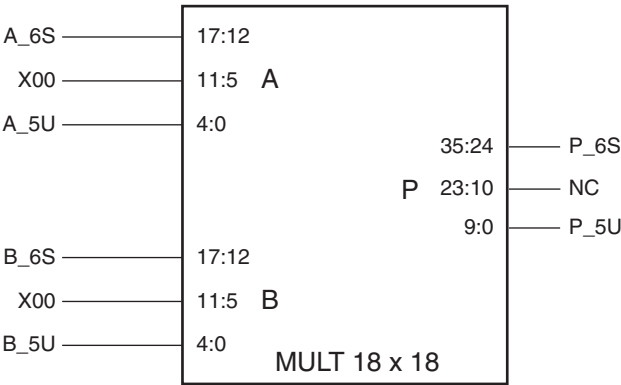 A_6S 17:12
X00 11:5 A
A_5U 4:0
35:24 P_6S
P 23:10 NC
9:0 P_5U
B_6S 17:12
X00 11:5 B
B_5U 4:0
MULT 18 x 18